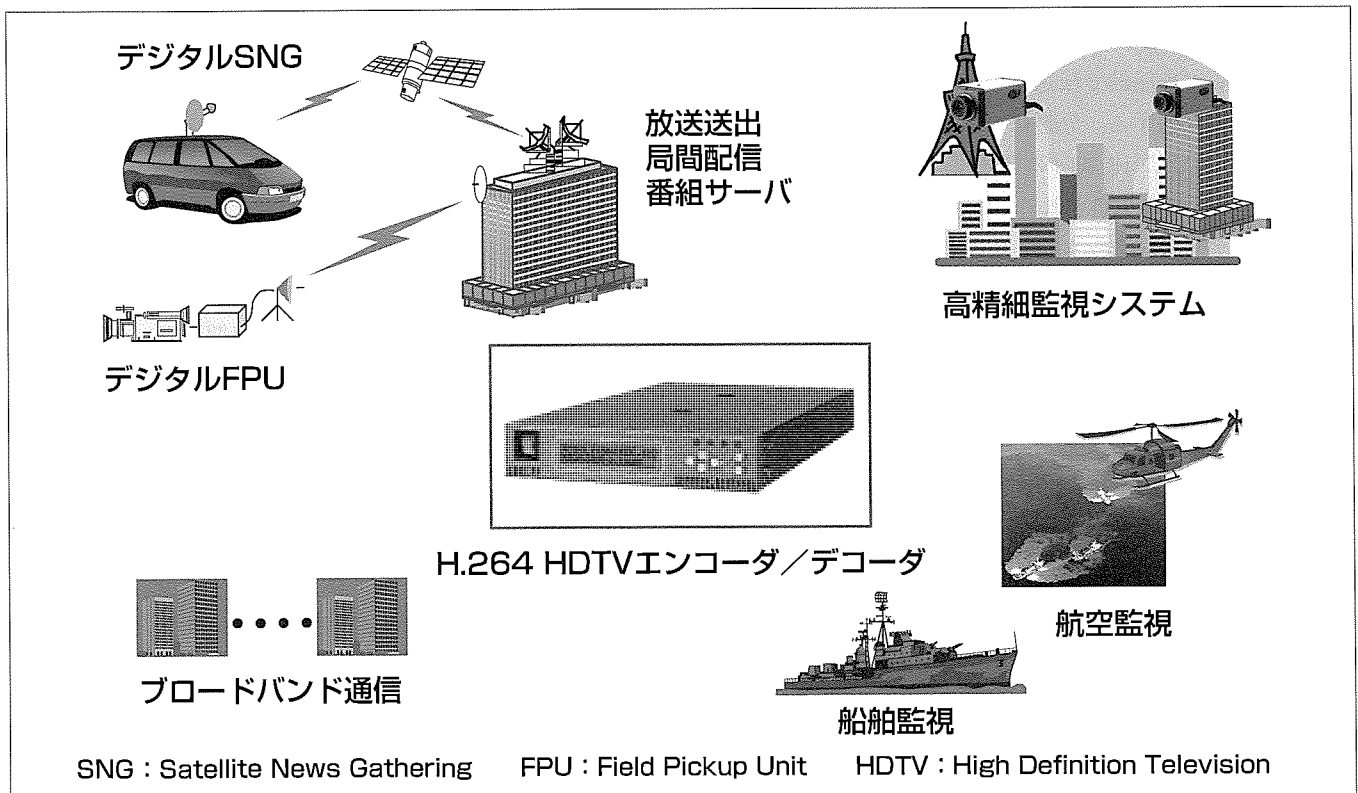 デジタルSNG
放送送出
局間配信
番組サーバ
高精細監視システム
デジタルFPU
H.264 HDTVエンコーダ／デコーダ
航空監視
ブロードバンド通信
船舶監視
SNG：Satellite News Gathering FPU：Field Pickup Unit HDTV：High Definition Television